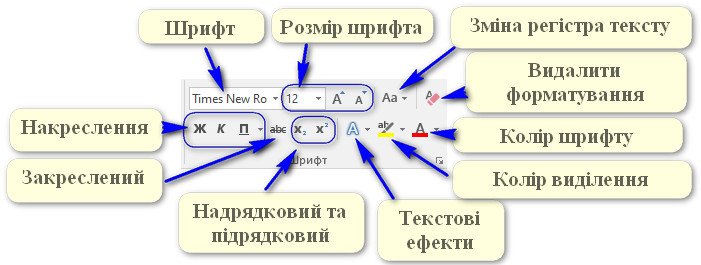 Шрифт
Розмір шрифта
Зміна регістра тексту
Видалити
форматування
Times New Ro
12
A A
Aa
A
Накреслення
Ж К П
abc
x₂ x²
A
ab
A
Колір шрифту
Шрифт
Закреслений
Колір виділення
Надрядковий та
підрядковий
Текстові
ефекти